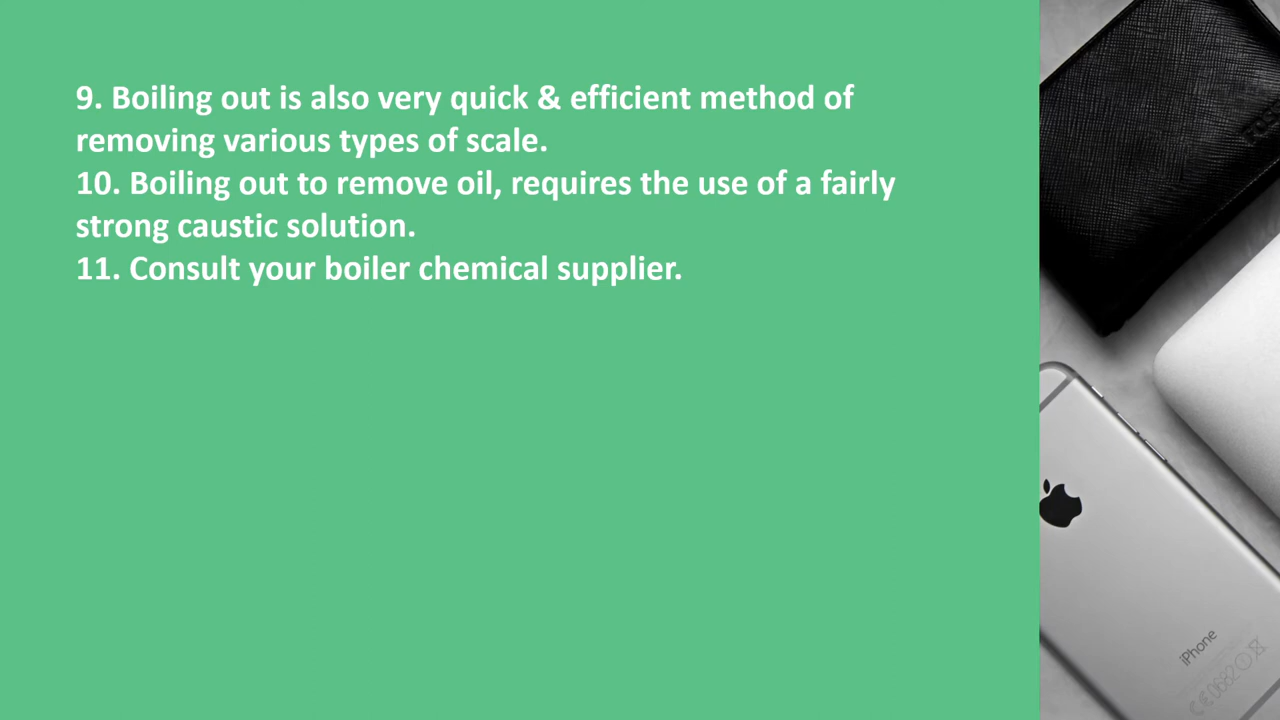 9. Boiling out is also very quick & efficient method of
removing various types of scale.
10. Boiling out to remove oil, requires the use of a fairly
strong caustic solution.
11. Consult your boiler chemical supplier.
iPhone
CE0682